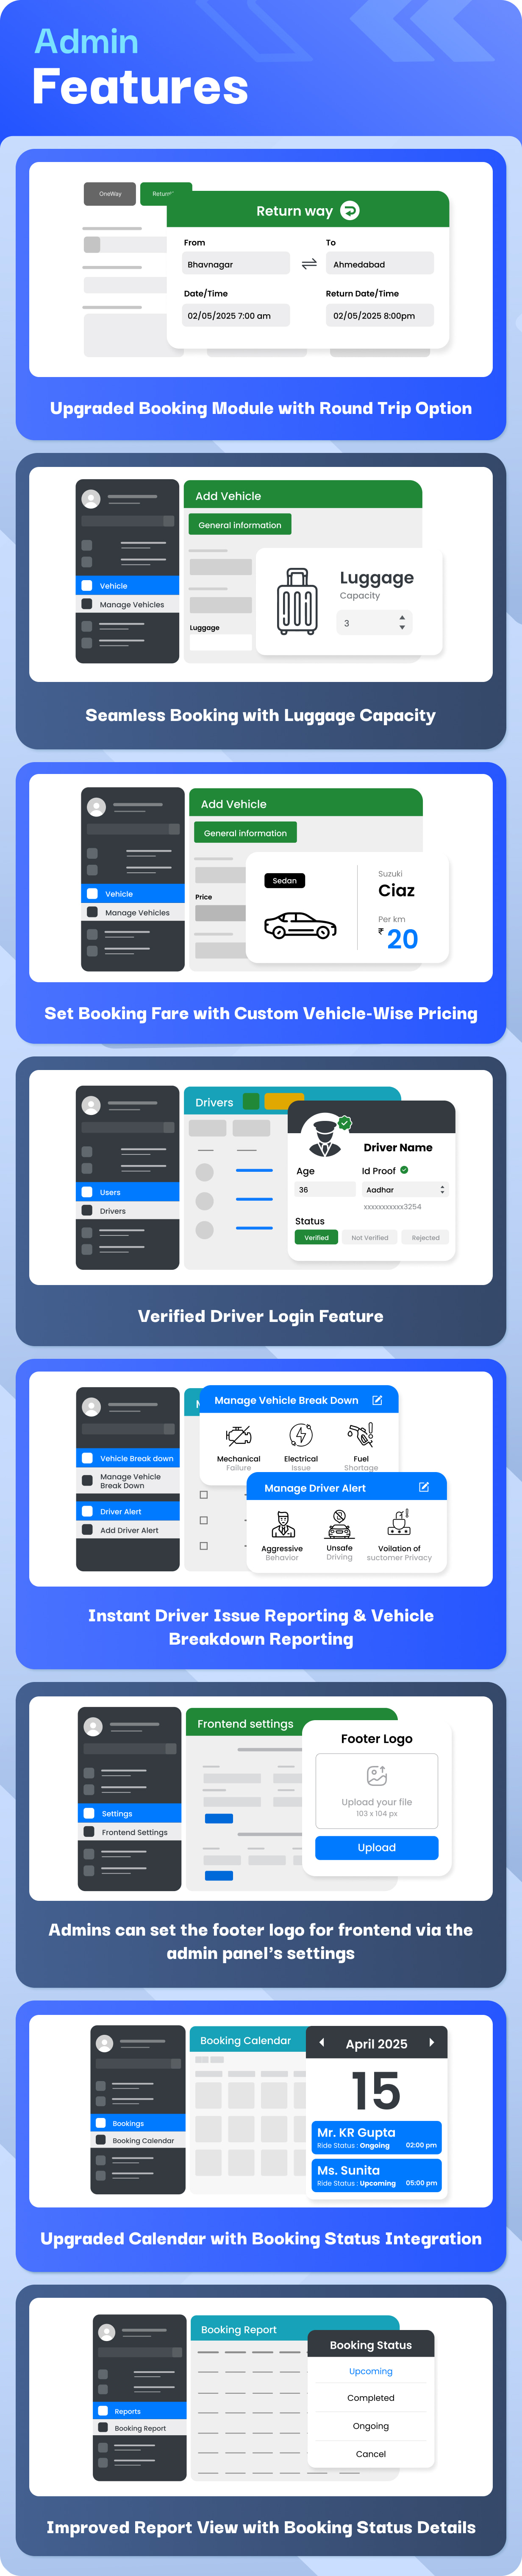 Admin
Features
OneWay
Return
Return way
From
To
Bhavnagar
Ahmedabad
Date/Time
Return Date/Time
02/05/2025 7:00 am
02/05/2025 8:00pm
Upgraded Booking Module with Round Trip Option
Add Vehicle
General information
Vehicle
Manage Vehicles
Luggage
Luggage
Capacity
3
Seamless Booking with Luggage Capacity
Add Vehicle
General information
Vehicle
Manage Vehicles
Price
Sedan
Suzuki
Ciaz
Per km
₹ 20
Set Booking Fare with Custom Vehicle-Wise Pricing
Users
Drivers
Drivers
Driver Name
Age
Id Proof
36
Aadhar
xxxxxxxxxxx3254
Status
Verified
Not Verified
Rejected
Verified Driver Login Feature
Vehicle Break down
Manage Vehicle
Break Down
Driver Alert
Add Driver Alert
Manage Vehicle Break Down
Mechanical
Failure
Electrical
Issue
Fuel
Shortage
Manage Driver Alert
Aggressive
Behavior
Unsafe
Driving
Voilation of
suctomer Privacy
Instant Driver Issue Reporting & Vehicle
Breakdown Reporting
Settings
Frontend Settings
Frontend settings
Footer Logo
Upload your file
103 x 104 px
Upload
Admins can set the footer logo for frontend via the
admin panel's settings
Bookings
Booking Calendar
Booking Calendar
April 2025
15
Mr. KR Gupta
Ride Status : Ongoing 02:00 pm
Ms. Sunita
Ride Status : Upcoming 05:00 pm
Upgraded Calendar with Booking Status Integration
Reports
Booking Report
Booking Report
Booking Status
Upcoming
Completed
Ongoing
Cancel
Improved Report View with Booking Status Details